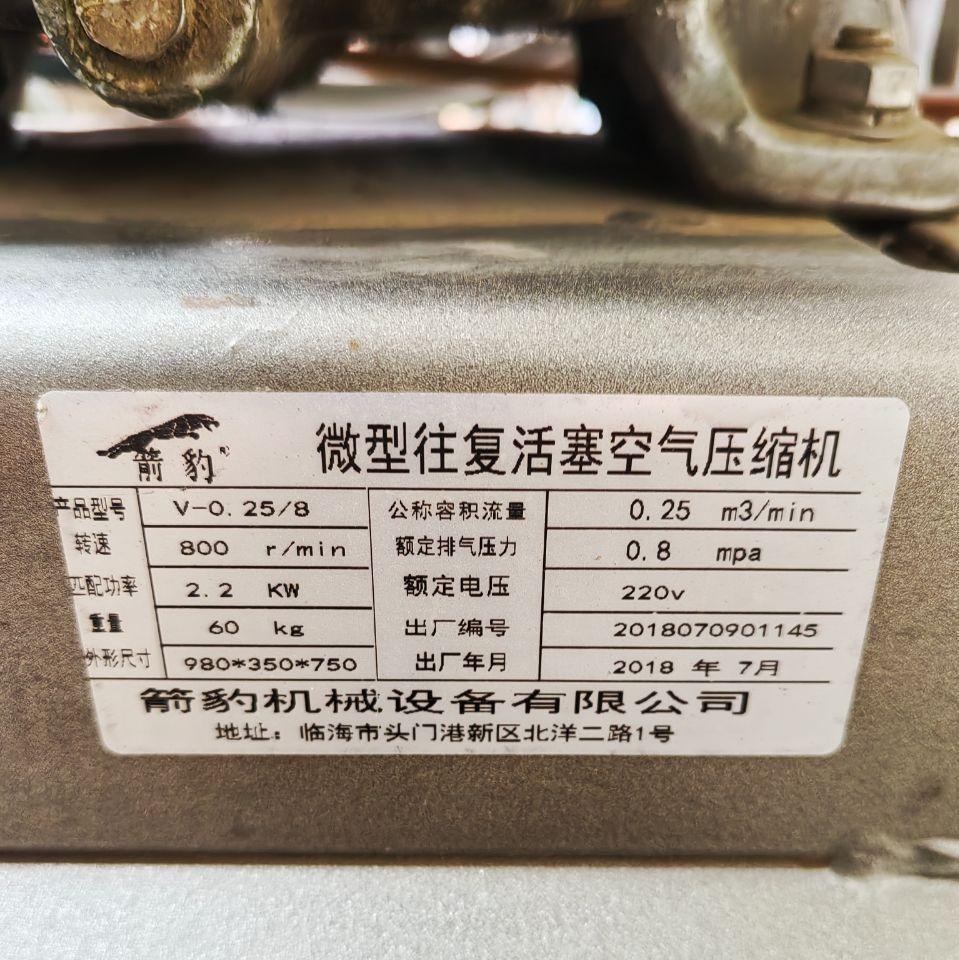 箭豹 微型往复活塞空气压缩机
产品型号 V-0.25/8 公称容积流量 0.25 m3/min
转速 800 r/min 额定排气压力 0.8 mpa
匹配功率 2.2 KW 额定电压 220v
重量 60 kg 出厂编号 2018070901145
外形尺寸 980*350*750 出厂年月 2018 年 7月
箭豹机械设备有限公司
地址：临海市头门港新区北洋二路1号